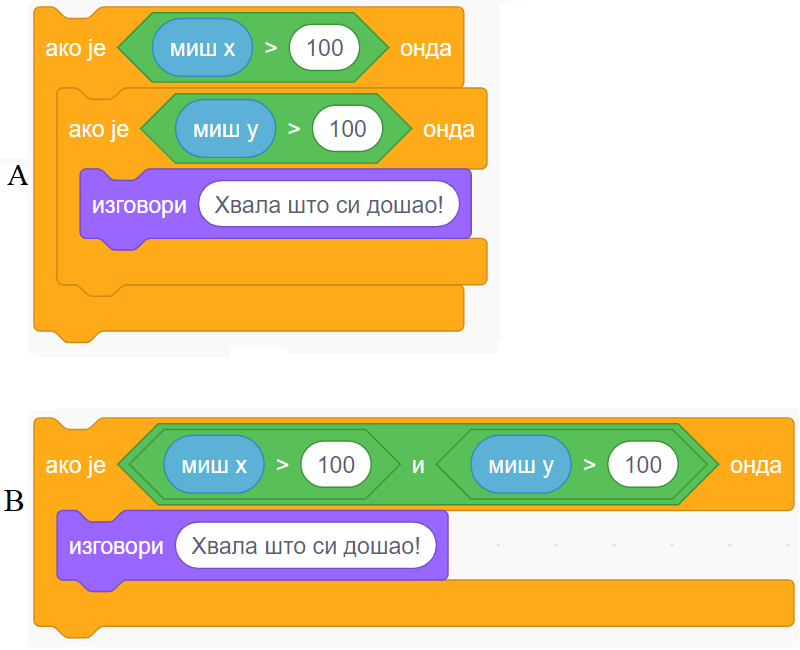 ако је миш x > 100 онда
ако је миш y > 100 онда
A
изговори Хвала што си дошао!
ако је миш x > 100 и миш y > 100 онда
B
изговори Хвала што си дошао!